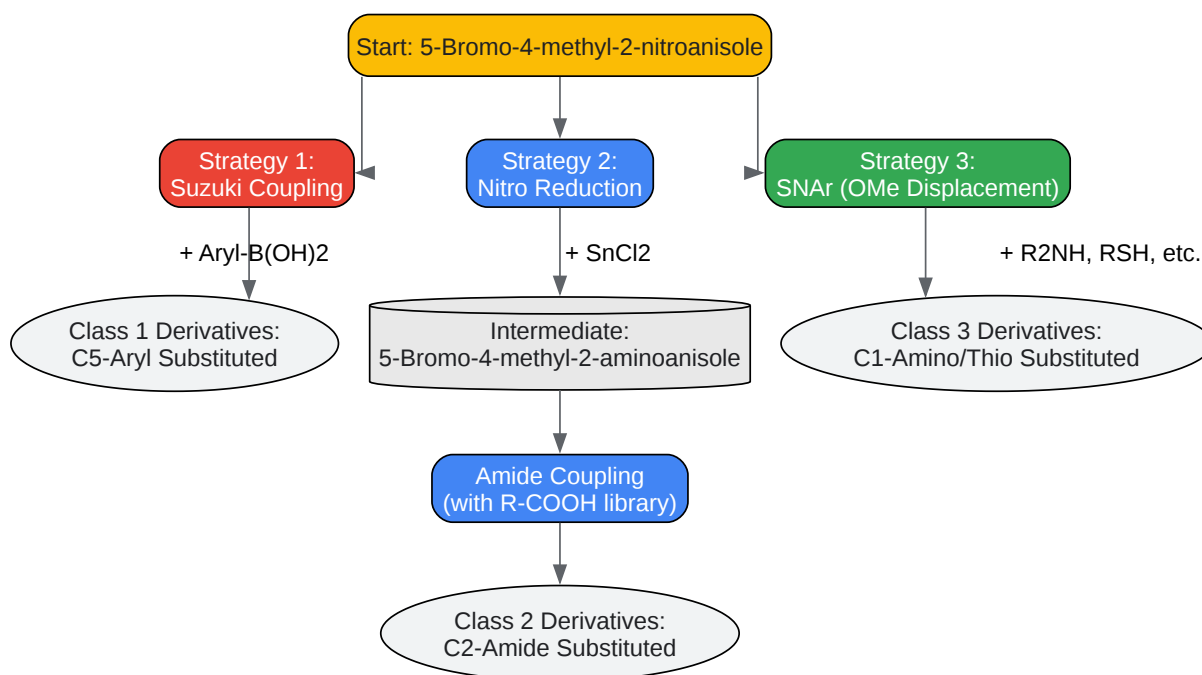 Start: 5-Bromo-4-methyl-2-nitroanisole
Strategy 1:
Suzuki Coupling
Strategy 2:
Nitro Reduction
Strategy 3:
SNAr (OMe Displacement)
+ Aryl-B(OH)2
+ SnCl2
+ R2NH, RSH, etc.
Class 1 Derivatives:
C5-Aryl Substituted
Intermediate:
5-Bromo-4-methyl-2-aminoanisole
Class 3 Derivatives:
C1-Amino/Thio Substituted
Amide Coupling
(with R-COOH library)
Class 2 Derivatives:
C2-Amide Substituted